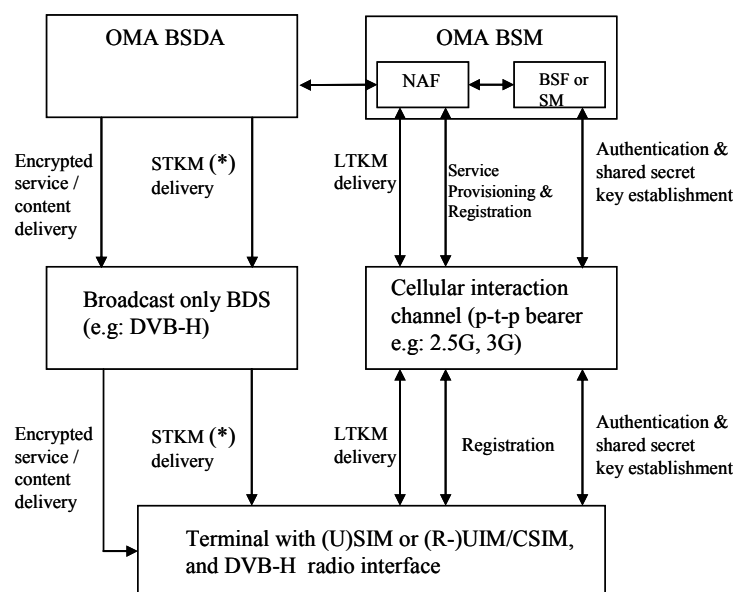 OMA BSDA
OMA BSM
NAF
BSF or
SM
Encrypted
service /
content
delivery
STKM (*)
delivery
LTKM
delivery
Service
Provisioning &
Registration
Authentication &
shared secret
key establishment
Broadcast only BDS
(e.g: DVB-H)
Cellular interaction
channel (p-t-p bearer
e.g: 2.5G, 3G)
Encrypted
service /
content
delivery
STKM (*)
delivery
LTKM
delivery
Registration
Authentication &
shared secret
key establishment
Terminal with (U)SIM or (R-)UIM/CSIM,
and DVB-H radio interface